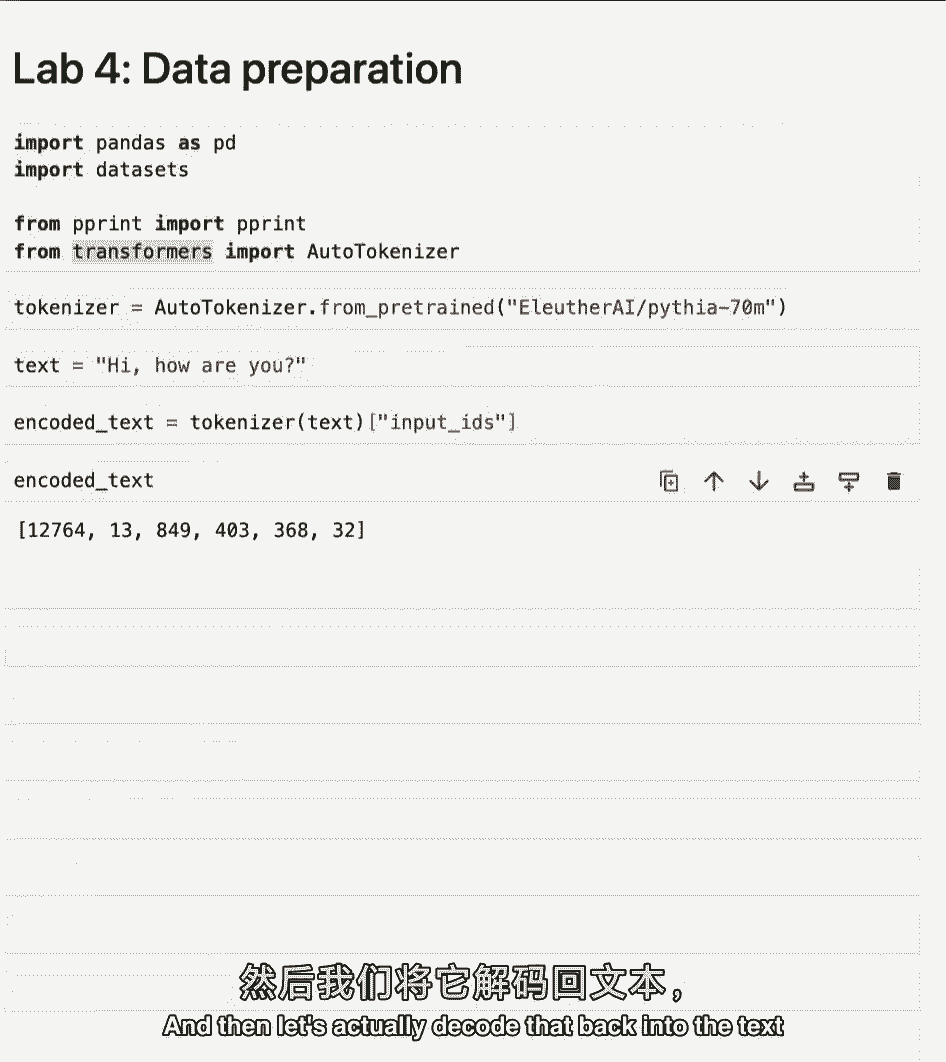 Lab 4: Data preparation
import pandas as pd
import datasets
from pprint import pprint
from transformers import AutoTokenizer
tokenizer = AutoTokenizer.from_pretrained("EleutherAI/pythia-70m")
text = "Hi, how are you?"
encoded_text = tokenizer(text)["input_ids"]
encoded_text
[12764, 13, 849, 403, 368, 32]
然后我们将它解码回文本，
And then let's actually decode that back into the text